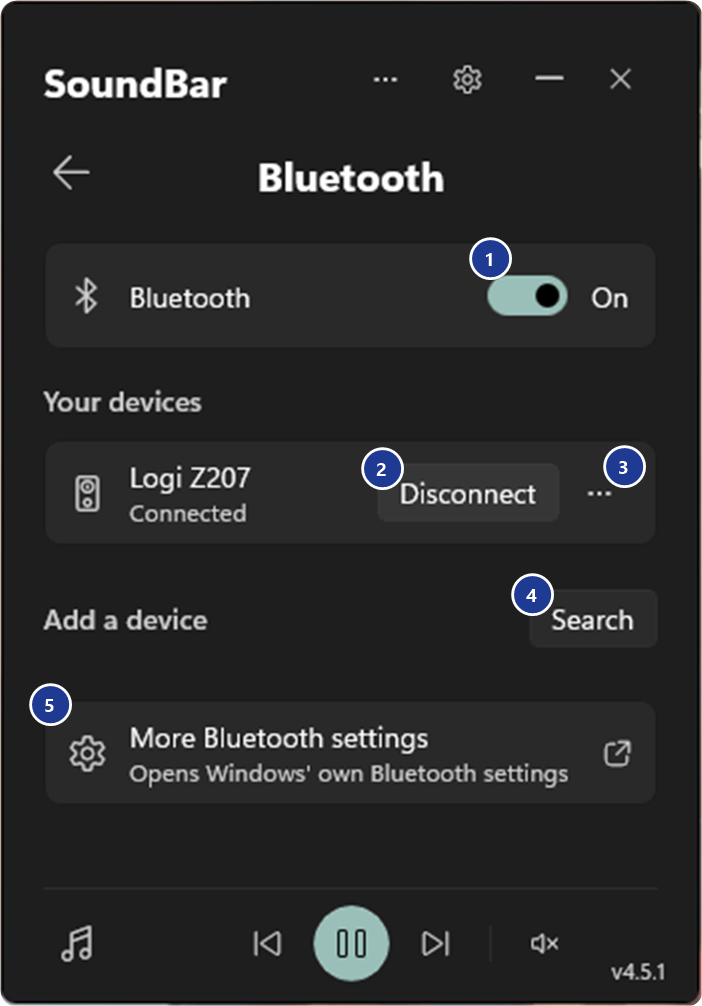 SoundBar
Bluetooth
1
Bluetooth
On
Your devices
2
3
Logi Z207
Disconnect
...
Connected
4
Add a device
Search
5
More Bluetooth settings
Opens Windows' own Bluetooth settings
v4.5.1